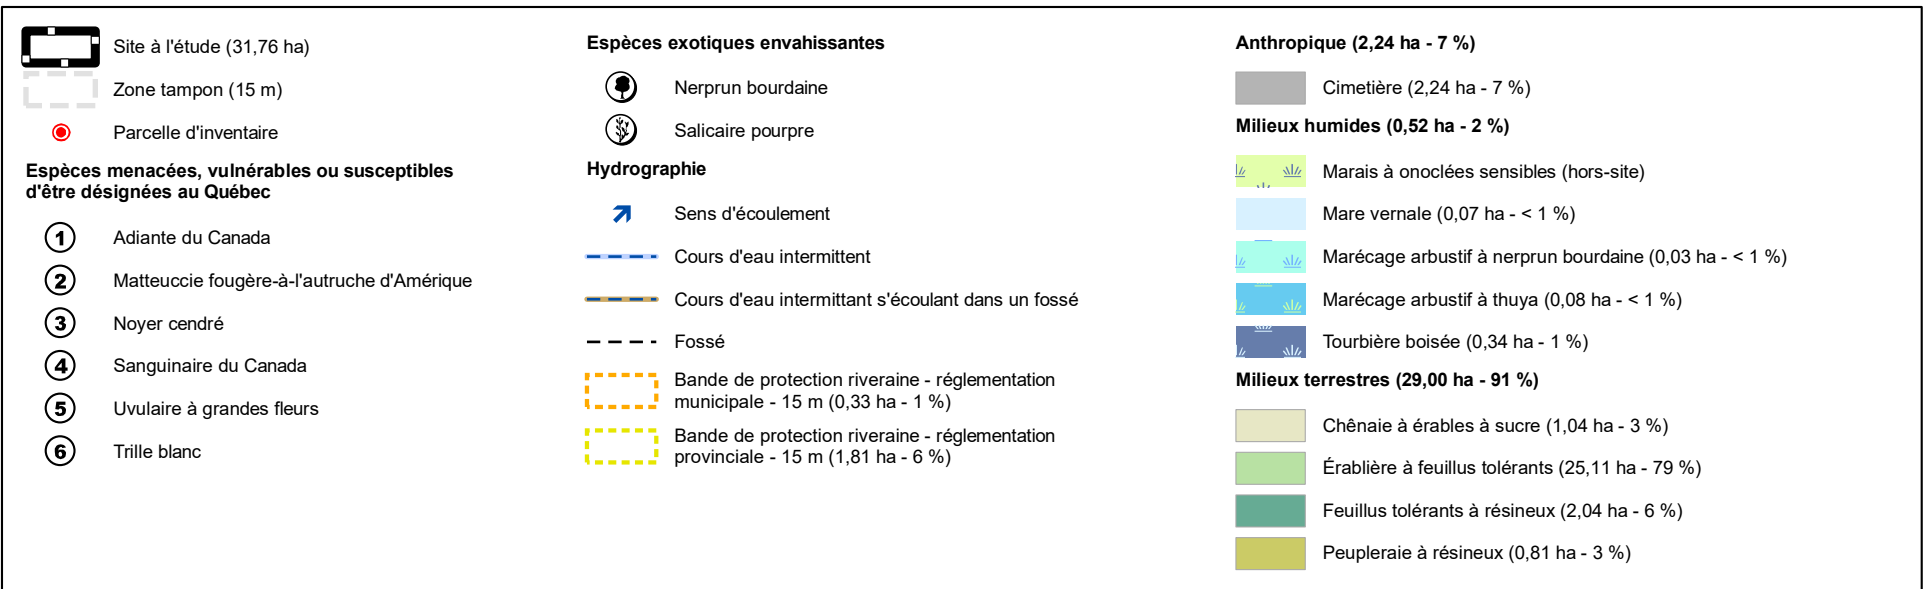 Site à l'étude (31,76 ha)
Zone tampon (15 m)
Parcelle d'inventaire
Espèces menacées, vulnérables ou susceptibles
d'être désignées au Québec
1 Adiante du Canada
2 Matteuccie fougère-à-l'autruche d'Amérique
3 Noyer cendré
4 Sanguinaire du Canada
5 Uvulaire à grandes fleurs
6 Trille blanc
Espèces exotiques envahissantes
Nerprun bourdaine
Salicaire pourpre
Hydrographie
Sens d'écoulement
Cours d'eau intermittent
Cours d'eau intermittant s'écoulant dans un fossé
Fossé
Bande de protection riveraine - réglementation
municipale - 15 m (0,33 ha - 1 %)
Bande de protection riveraine - réglementation
provinciale - 15 m (1,81 ha - 6 %)
Anthropique (2,24 ha - 7 %)
Cimetière (2,24 ha - 7 %)
Milieux humides (0,52 ha - 2 %)
Marais à onoclées sensibles (hors-site)
Mare vernale (0,07 ha - < 1 %)
Marécage arbustif à nerprun bourdaine (0,03 ha - < 1 %)
Marécage arbustif à thuya (0,08 ha - < 1 %)
Tourbière boisée (0,34 ha - 1 %)
Milieux terrestres (29,00 ha - 91 %)
Chênaie à érables à sucre (1,04 ha - 3 %)
Érablière à feuillus tolérants (25,11 ha - 79 %)
Feuillus tolérants à résineux (2,04 ha - 6 %)
Peupleraie à résineux (0,81 ha - 3 %)